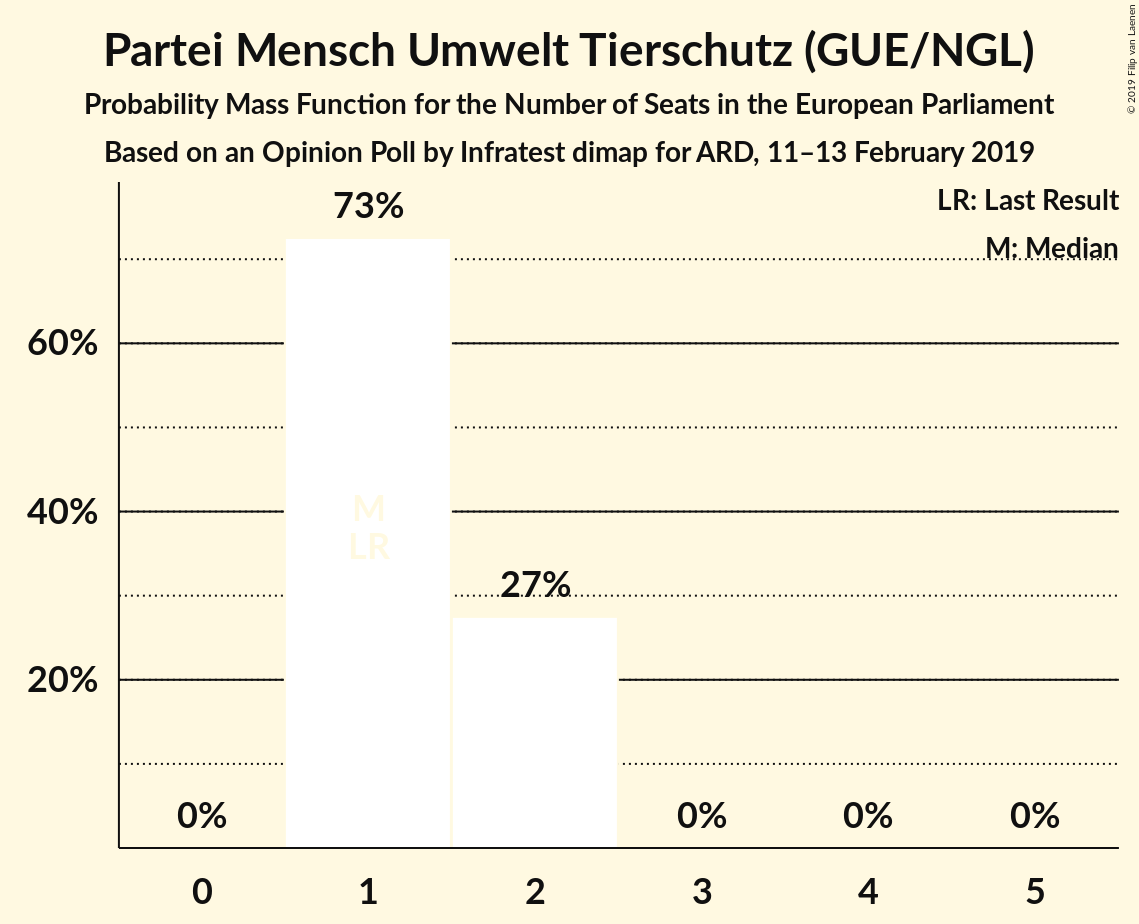 Partei Mensch Umwelt Tierschutz (GUE/NGL)
Probability Mass Function for the Number of Seats in the European Parliament
Based on an Opinion Poll by Infratest dimap for ARD, 11–13 February 2019
© 2019 Filip van Laenen
LR: Last Result
M: Median
73%
60%
40%
20%
M
LR
27%
0%
0%
0%
0%
0 1 2 3 4 5